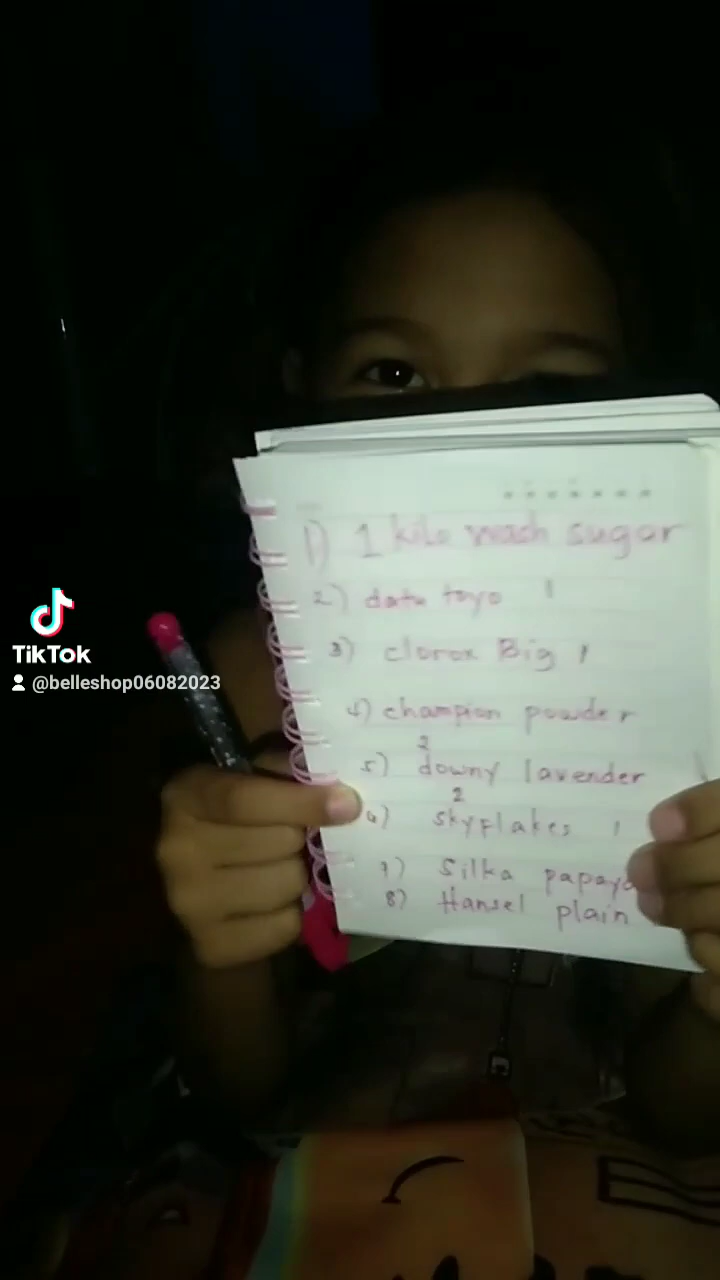 1) 1 kilo wash sugar
2) datu toyo 1
3) clorox Big 1
4) champion powder
2
5) downy lavender
2
6) skyflakes 1
7) Silka papaya
8) Hansel plain
TikTok
@belleshop06082023